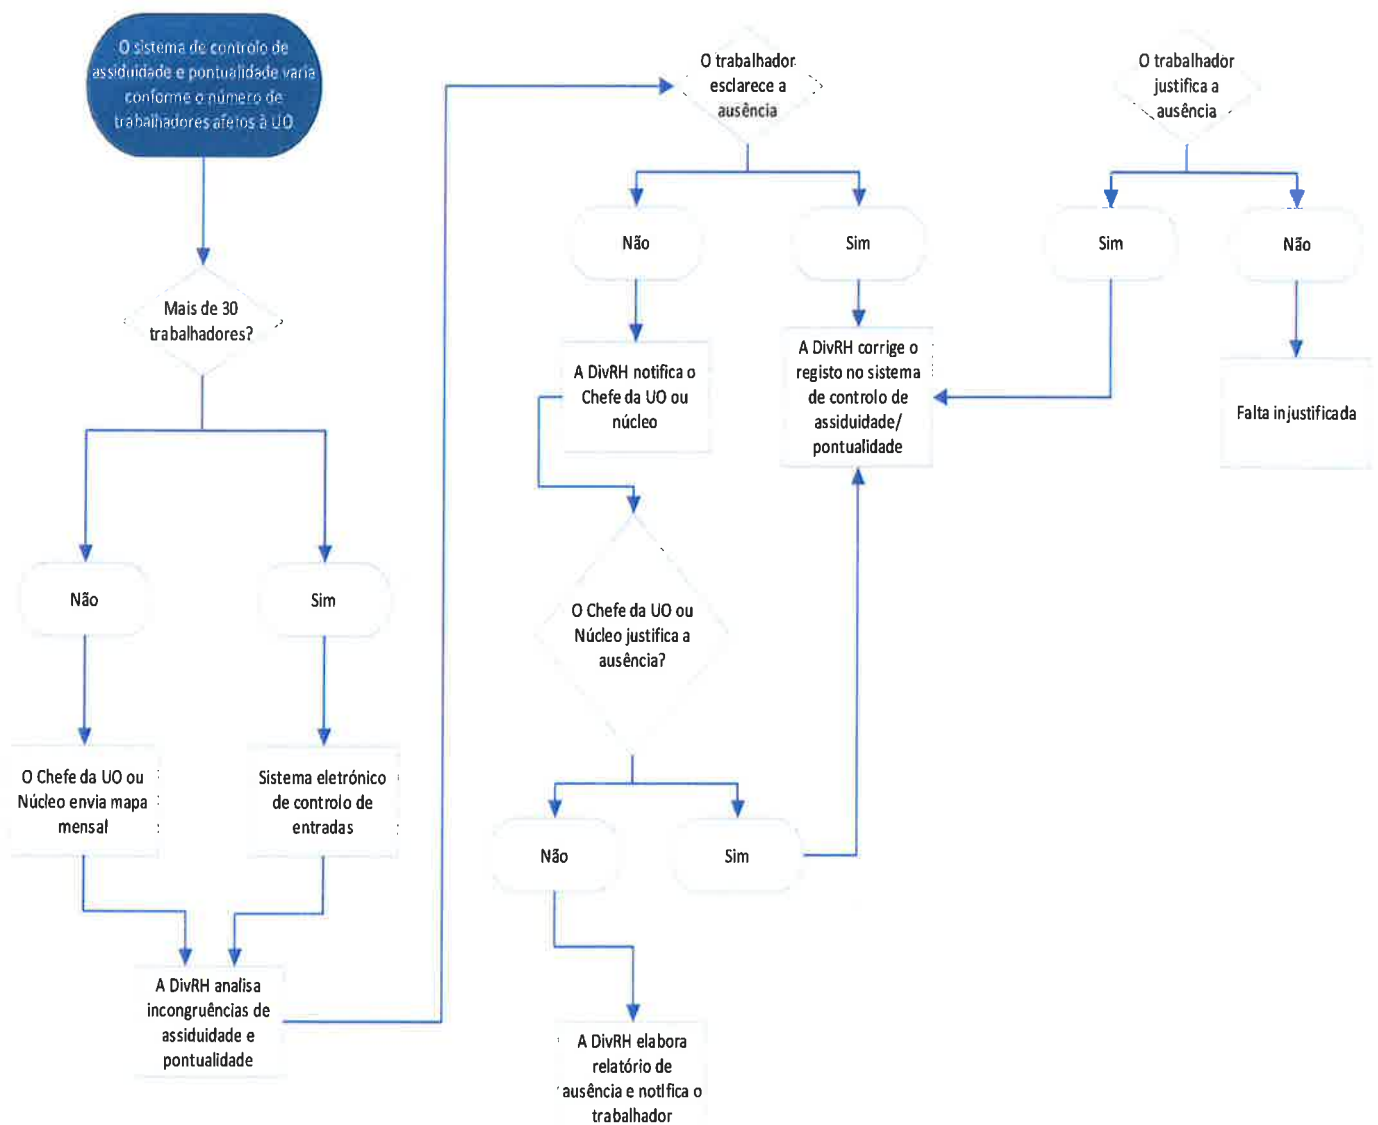 O sistema de controlo de
assiduidade e pontualidade varia
conforme o número de
trabalhadores afetos à UO
Mais de 30
trabalhadores?
Não
Sim
O Chefe da UO ou
Núcleo envia mapa
mensal
Sistema eletrónico
de controlo de
entradas
A DivRH analisa
incongruências de
assiduidade e
pontualidade
O trabalhador
esclarece a
ausência
Não
Sim
A DivRH notifica o
Chefe da UO ou
núcleo
A DivRH corrige o
registo no sistema
de controlo de
assiduidade/
pontualidade
O Chefe da UO ou
Núcleo justifica a
ausência?
Não
Sim
A DivRH elabora
relatório de
ausência e notifica o
trabalhador
O trabalhador
justifica a
ausência
Sim
Não
Falta injustificada